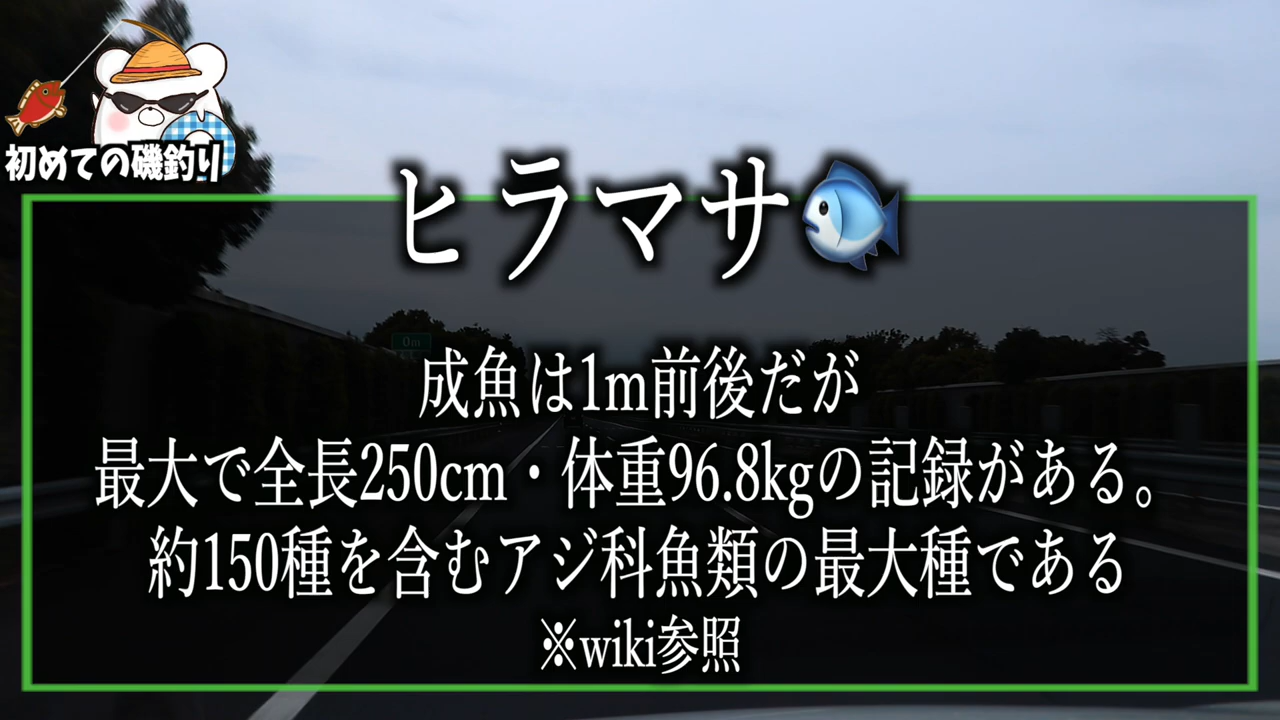 初めての磯釣り
ヒラマサ🐟
成魚は1m前後だが
最大で全長250cm・体重96.8kgの記録がある。
約150種を含むアジ科魚類の最大種である
※wiki参照